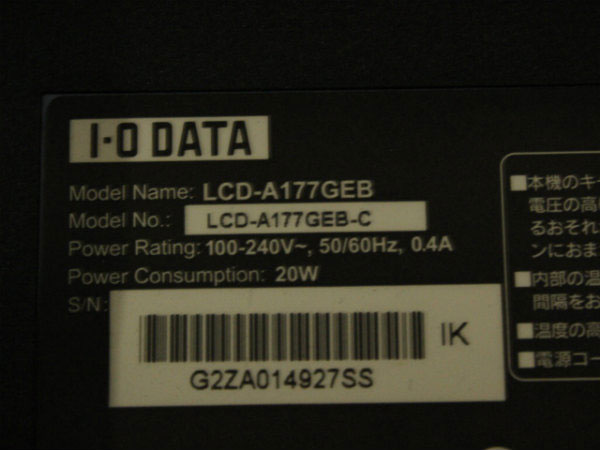 I-O DATA
Model Name: LCD-A177GEB
Model No.: LCD-A177GEB-C
Power Rating: 100-240V~, 50/60Hz, 0.4A
Power Consumption: 20W
S/N:
IK
G2ZA014927SS
■本機のキー
電圧の高
るおそれ
ンにおま
■内部の温
間隔をお
■温度の高
■電源コー